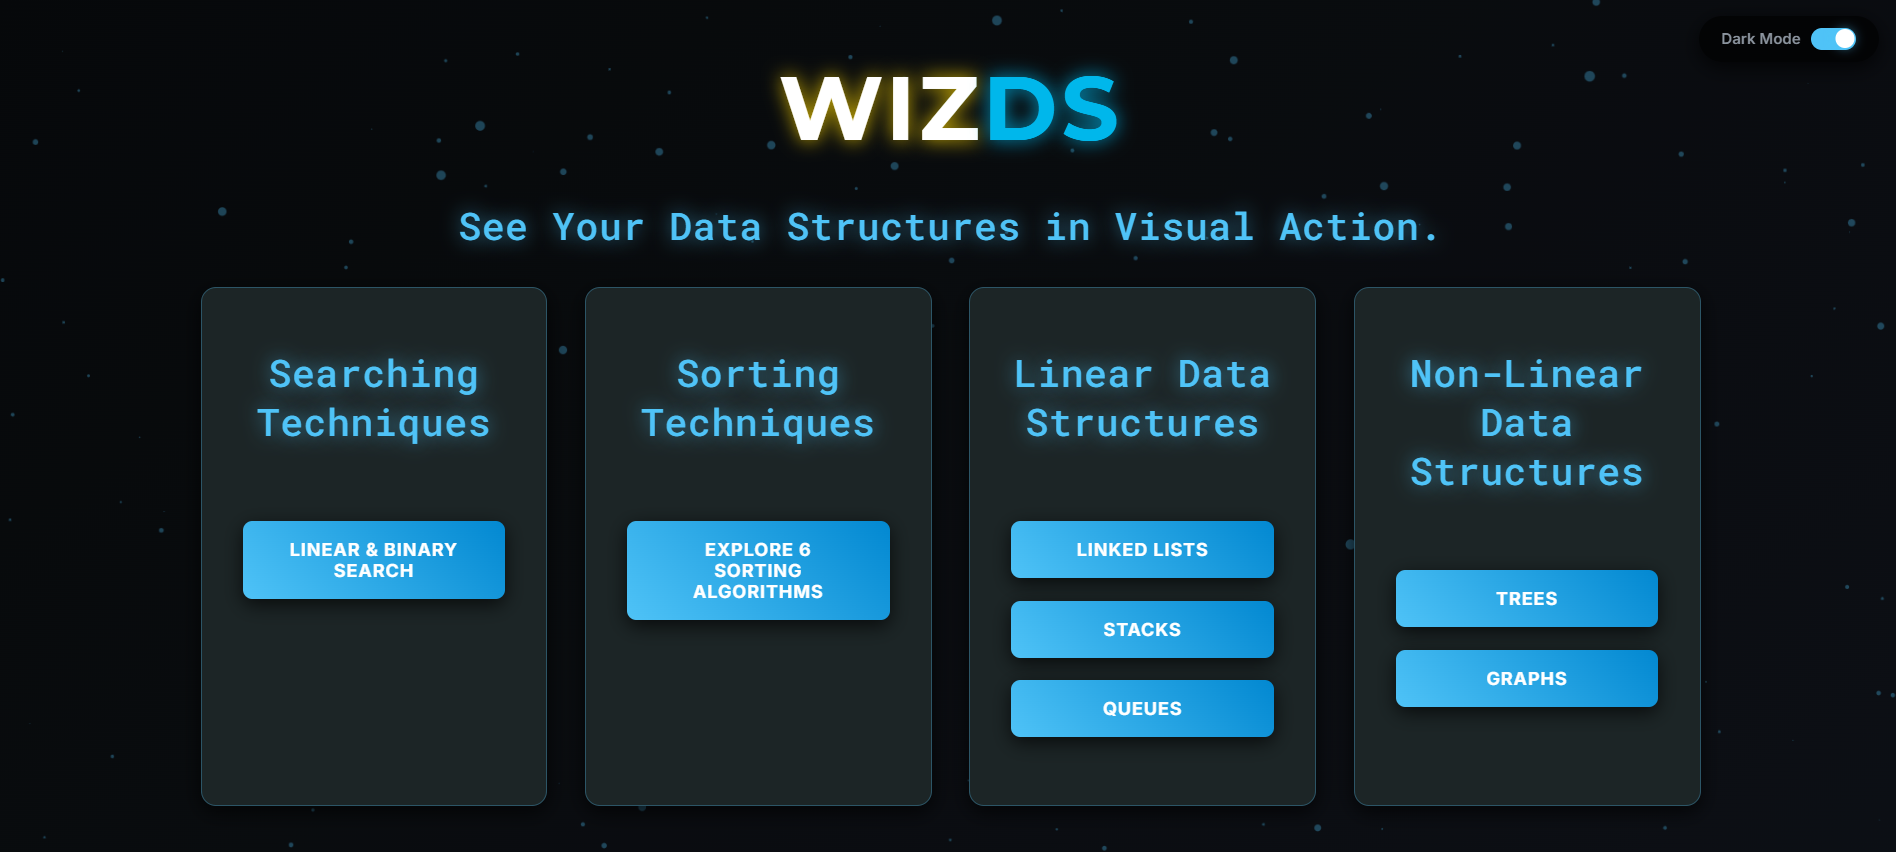 Dark Mode
WIZDS
See Your Data Structures in Visual Action.
Searching
Techniques
LINEAR & BINARY
SEARCH
Sorting
Techniques
EXPLORE 6
SORTING
ALGORITHMS
Linear Data
Structures
LINKED LISTS
STACKS
QUEUES
Non-Linear
Data
Structures
TREES
GRAPHS